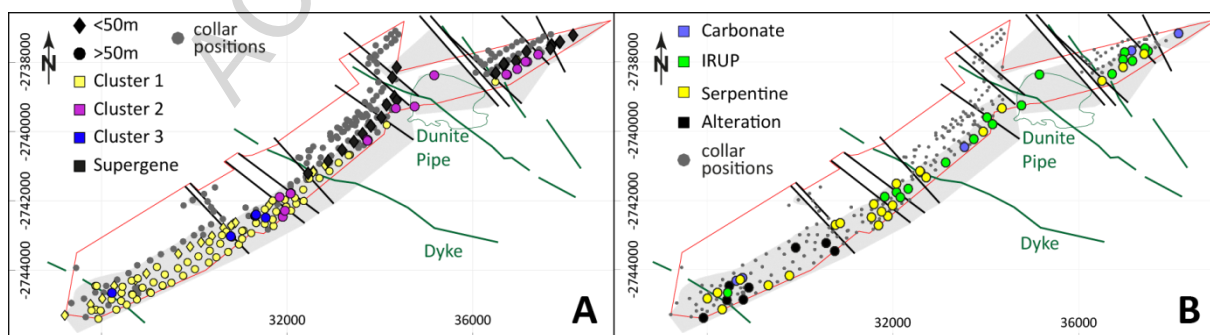 AC
<50m
>50m
collar
positions
Cluster 1
Cluster 2
Cluster 3
Supergene
N
-2738000
-2740000
-2742000
-2744000
Dunite
Pipe
Dyke
32000
36000
A
Carbonate
IRUP
Serpentine
Alteration
collar
positions
N
-2738000
-2740000
-2742000
-2744000
Dunite
Pipe
Dyke
32000
36000
B